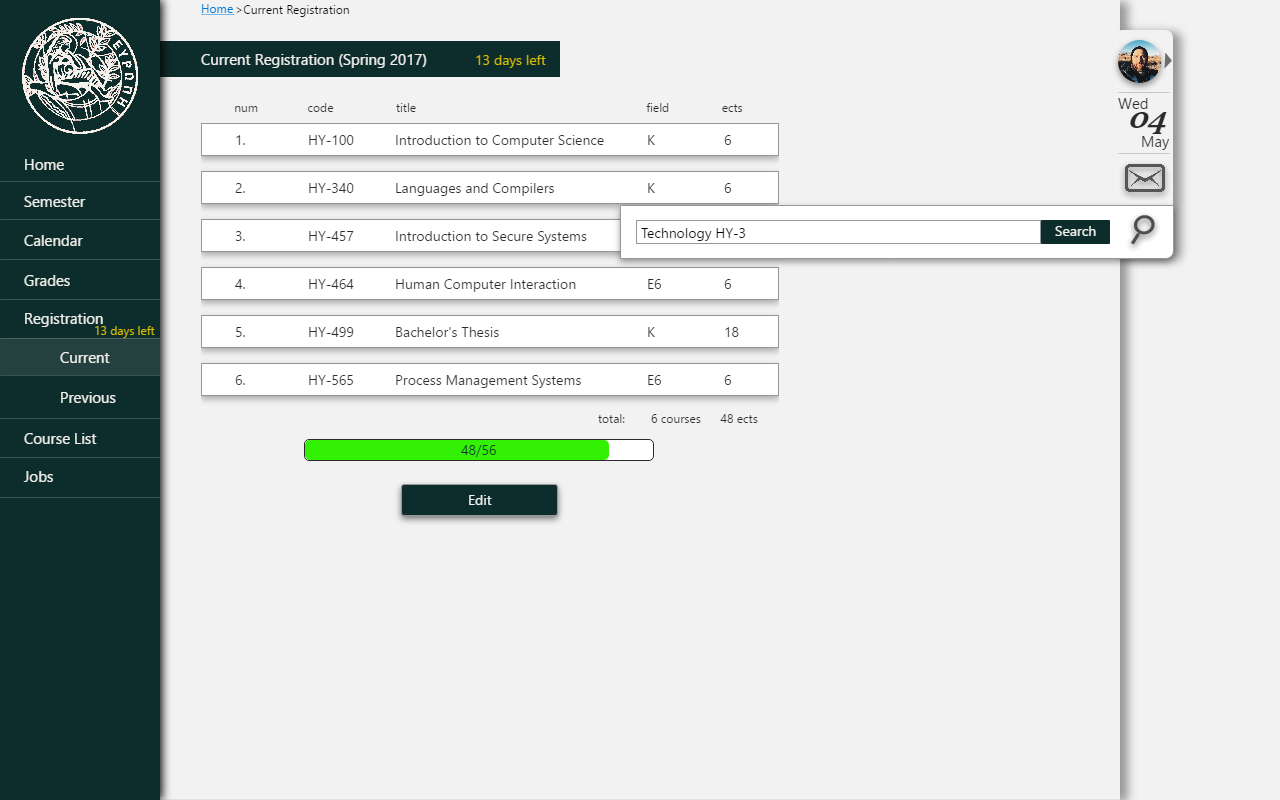 ΕΥΡΩΠΗ
Home
Semester
Calendar
Grades
Registration
13 days left
Current
Previous
Course List
Jobs
Home >Current Registration
Current Registration (Spring 2017) 13 days left
num code title field ects
1. HY-100 Introduction to Computer Science K 6
2. HY-340 Languages and Compilers K 6
3. HY-457 Introduction to Secure Systems
4. HY-464 Human Computer Interaction E6 6
5. HY-499 Bachelor's Thesis K 18
6. HY-565 Process Management Systems E6 6
total: 6 courses 48 ects
48/56
Edit
Wed
04
May
Technology HY-3 Search